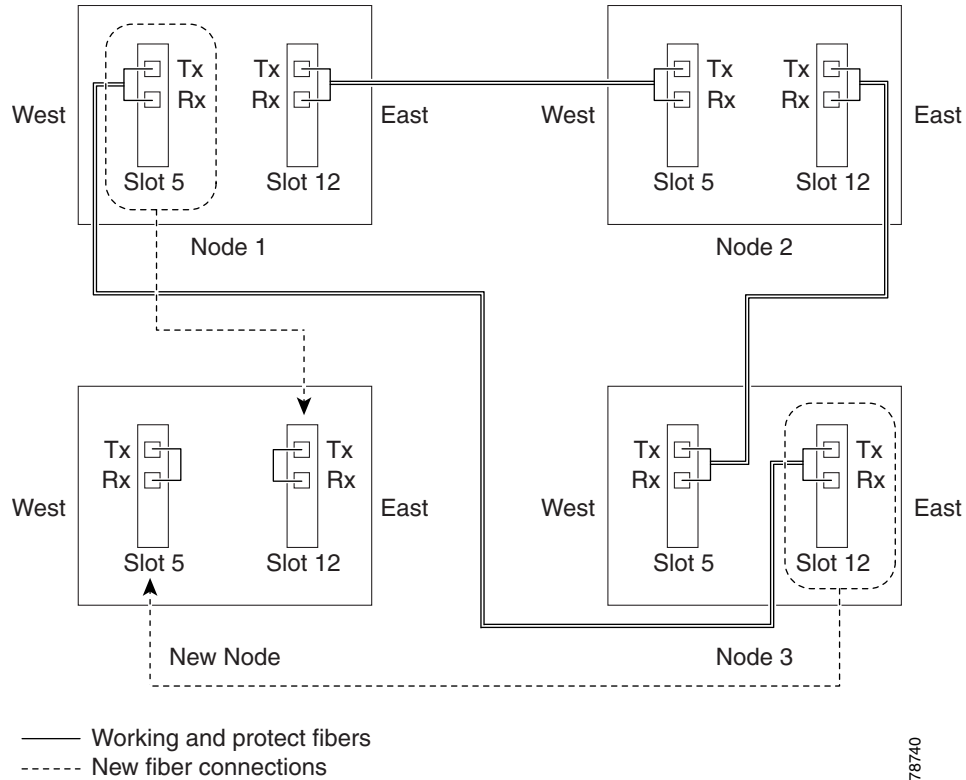 Tx Tx Tx Tx
Rx Rx Rx Rx
West East West East
Slot 5 Slot 12 Slot 5 Slot 12
Node 1 Node 2
Tx Tx Tx Tx
Rx Rx Rx Rx
West East West East
Slot 5 Slot 12 Slot 5 Slot 12
New Node Node 3
Working and protect fibers
New fiber connections
78740